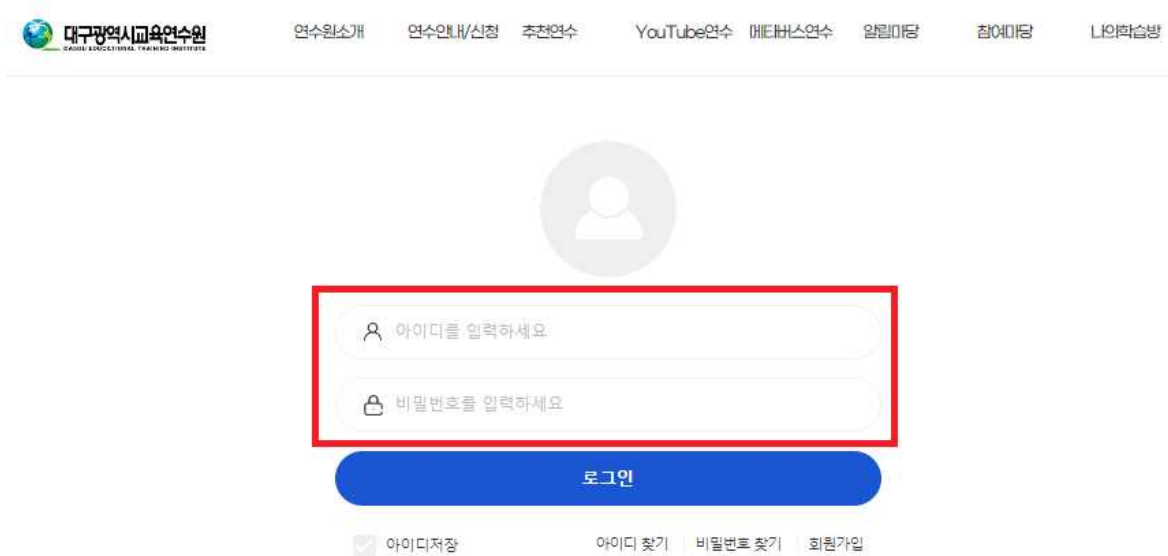 대구광역시교육연수원 연수원소개 연수안내/신청 추천연수 YouTube연수 메타버스연수 알림마당 참여마당 나의학습방
DAEGU EDUCATIONAL TRAINING INSTITUTE
아이디를 입력하세요
비밀번호를 입력하세요
로그인
아이디저장 아이디 찾기 비밀번호 찾기 회원가입